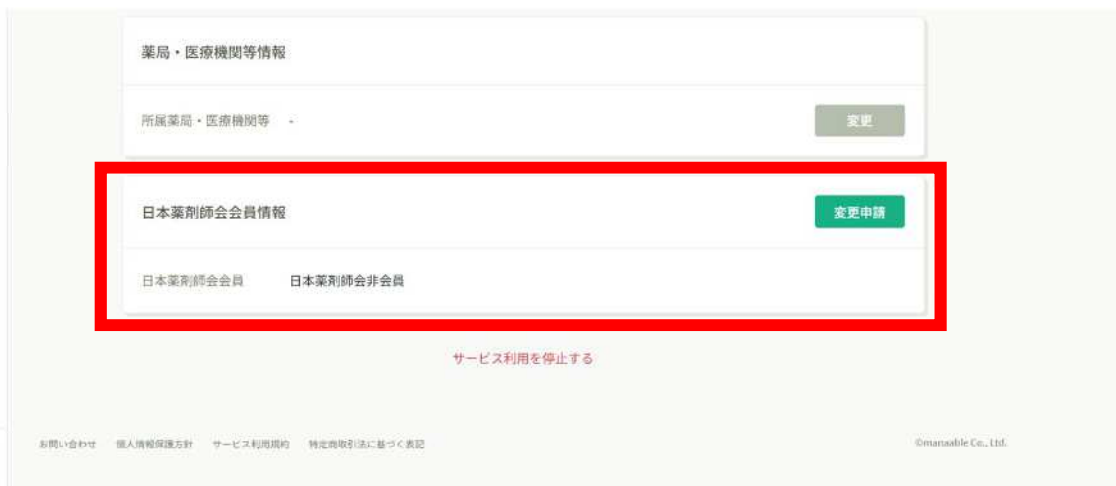 薬局・医療機関等情報
所属薬局・医療機関等 - 変更
日本薬剤師会会員情報 変更申請
日本薬剤師会会員 日本薬剤師会非会員
サービス利用を停止する
お問い合わせ 個人情報保護方針 サービス利用規約 特定商取引法に基づく表記 ©manaable Co., Ltd.